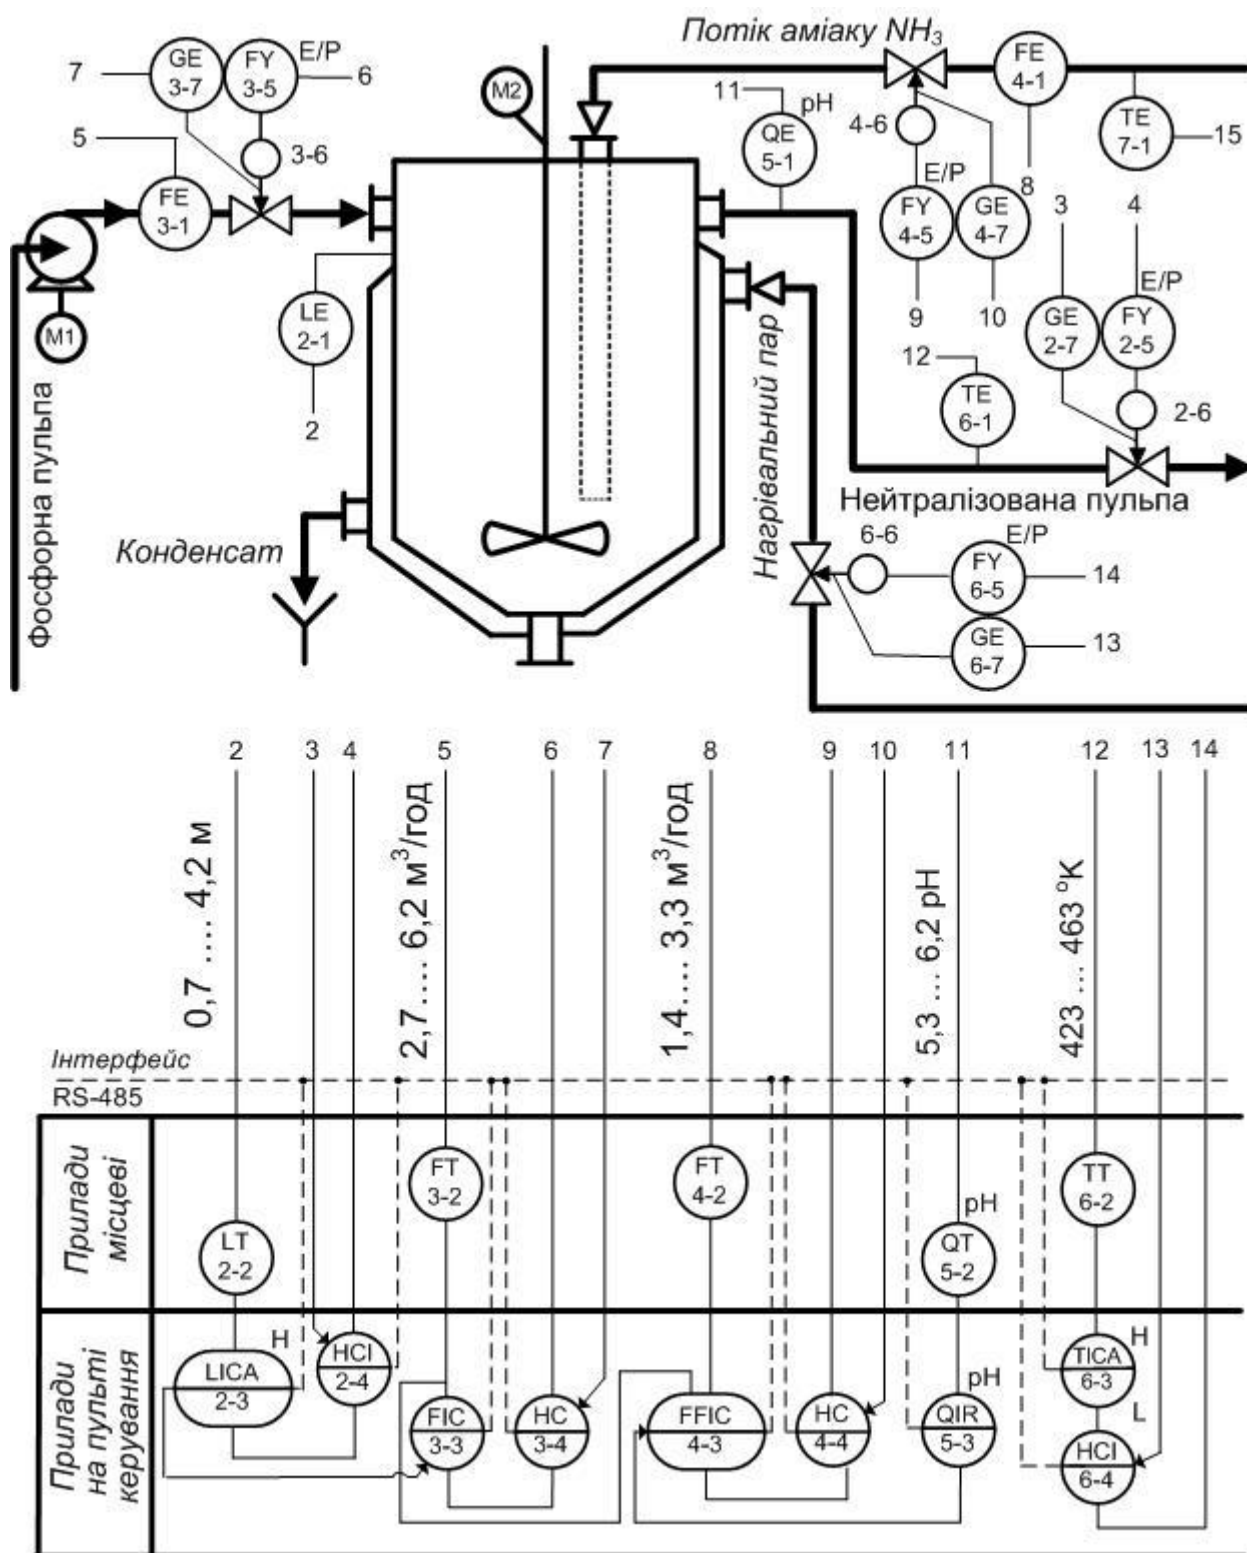 Потік аміаку NH₃
7
GE
3-7
FY
3-5
E/P
6
5
3-6
FE
3-1
M1
M2
11
pH
QE
5-1
4-6
FE
4-1
TE
7-1
15
E/P
8
FY
4-5
GE
4-7
9
10
3
4
E/P
GE
2-7
FY
2-5
2-6
12
TE
6-1
LE
2-1
2
Фосфорна пульпа
Нагрівальний пар
Нейтралізована пульпа
Конденсат
6-6
E/P
FY
6-5
14
GE
6-7
13
2
3
4
5
6
7
8
9
10
11
12
13
14
0,7 .... 4,2 м
2,7.... 6,2 м³/год
1,4.... 3,3 м³/год
5,3 ... 6,2 pH
423 ... 463 °K
Інтерфейс
RS-485
Прилади
місцеві
LT
2-2
FT
3-2
FT
4-2
pH
QT
5-2
TT
6-2
Прилади
на пульті
керування
H
LICA
2-3
HCI
2-4
FIC
3-3
HC
3-4
FFIC
4-3
HC
4-4
pH
QIR
5-3
H
TICA
6-3
L
HCI
6-4